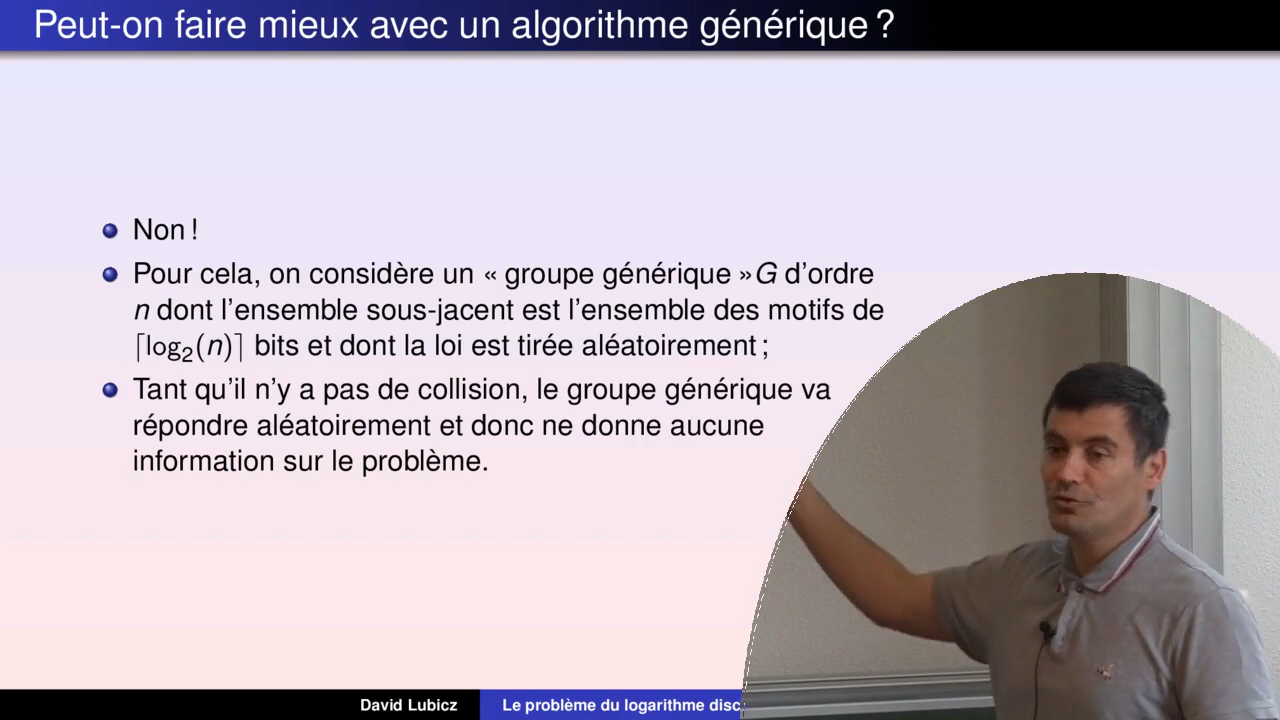 Peut-on faire mieux avec un algorithme générique ?
Non !
Pour cela, on considère un « groupe générique » G d'ordre
n dont l'ensemble sous-jacent est l'ensemble des motifs de
⌈log₂(n)⌉ bits et dont la loi est tirée aléatoirement ;
Tant qu'il n'y a pas de collision, le groupe générique va
répondre aléatoirement et donc ne donne aucune
information sur le problème.
David Lubicz Le problème du logarithme disc